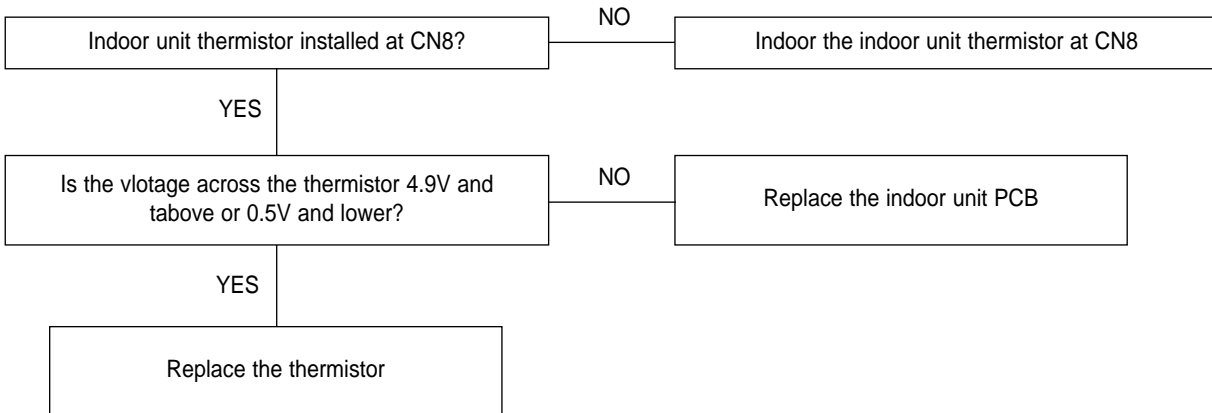 Indoor unit thermistor installed at CN8?
NO
Indoor the indoor unit thermistor at CN8
YES
Is the vlotage across the thermistor 4.9V and
tabove or 0.5V and lower?
NO
Replace the indoor unit PCB
YES
Replace the thermistor